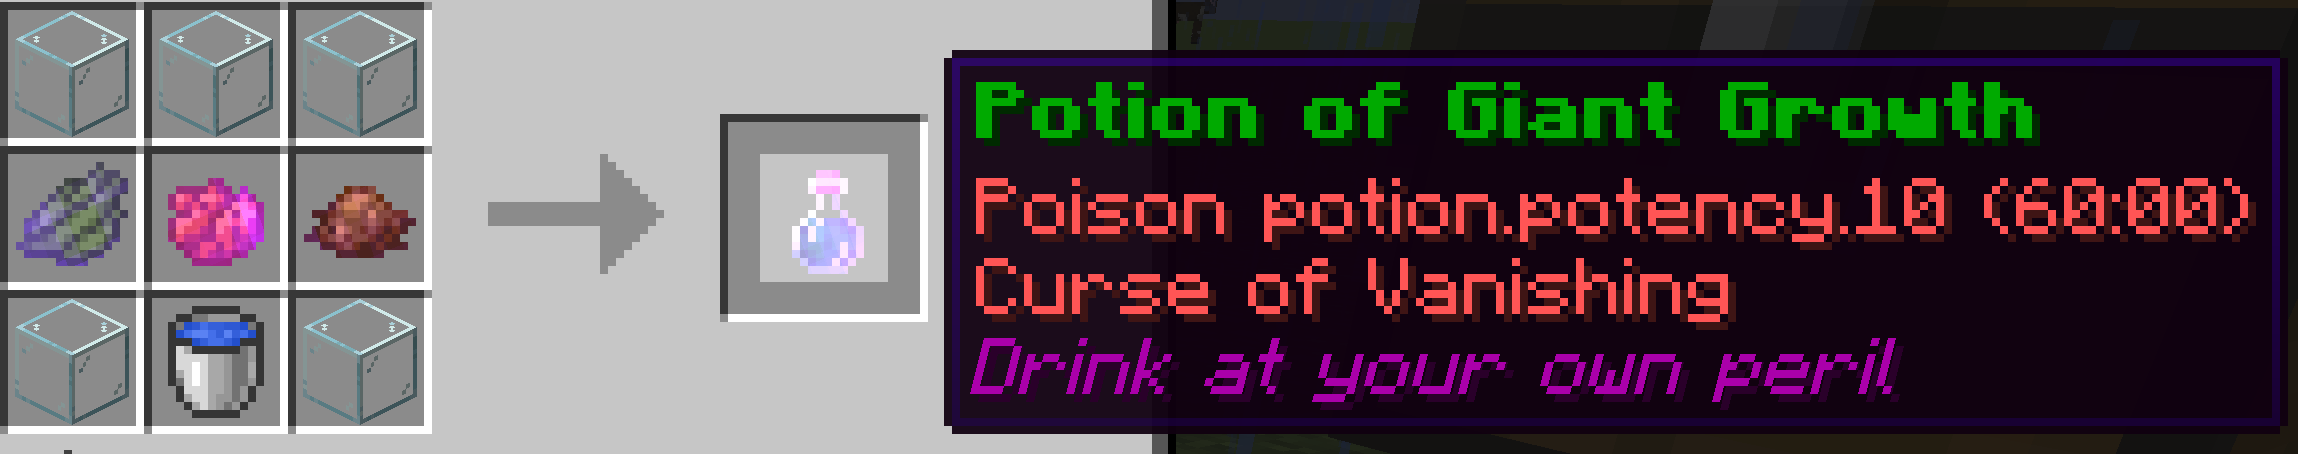 Potion of Giant Growth
Poison potion.potency.10 (60:00)
Curse of Vanishing
Drink at your own peril